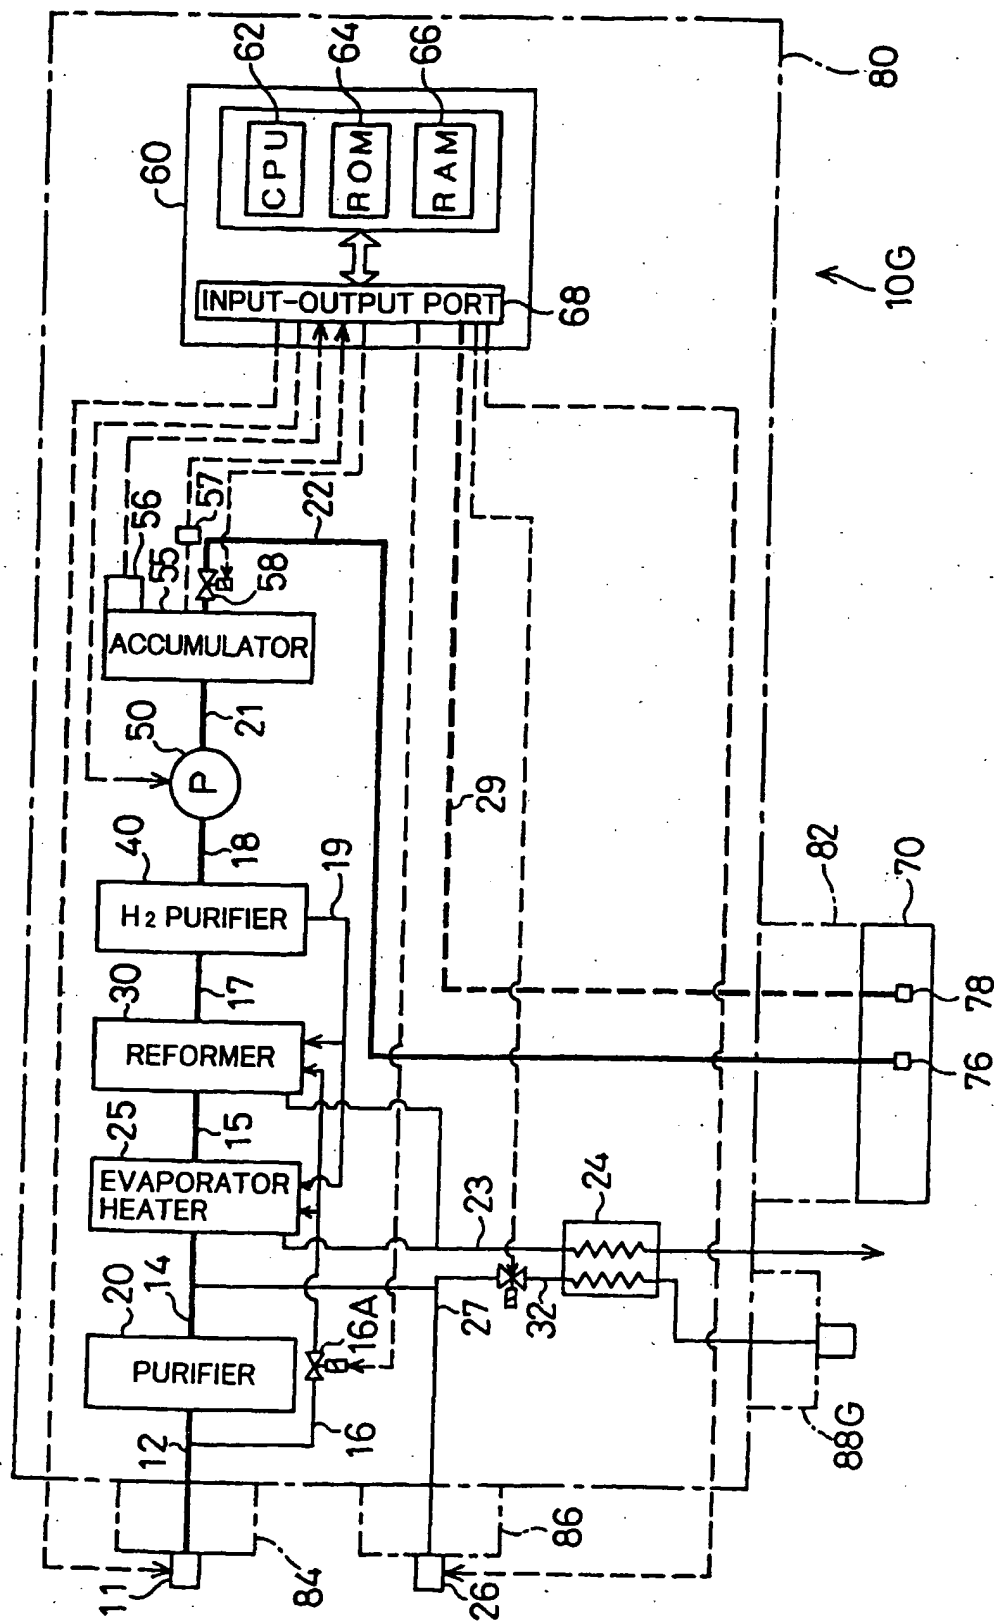 60
62
64
66
CPU
ROM
RAM
INPUT-OUTPUT PORT
68
80
10G
56
55
57
58
22
ACCUMULATOR
50
P
21
18
40
H2 PURIFIER
19
17
30
REFORMER
15
25
EVAPORATOR
HEATER
14
20
PURIFIER
12
16
16A
11
84
29
23
24
27
32
26
86
88G
82
70
78
76